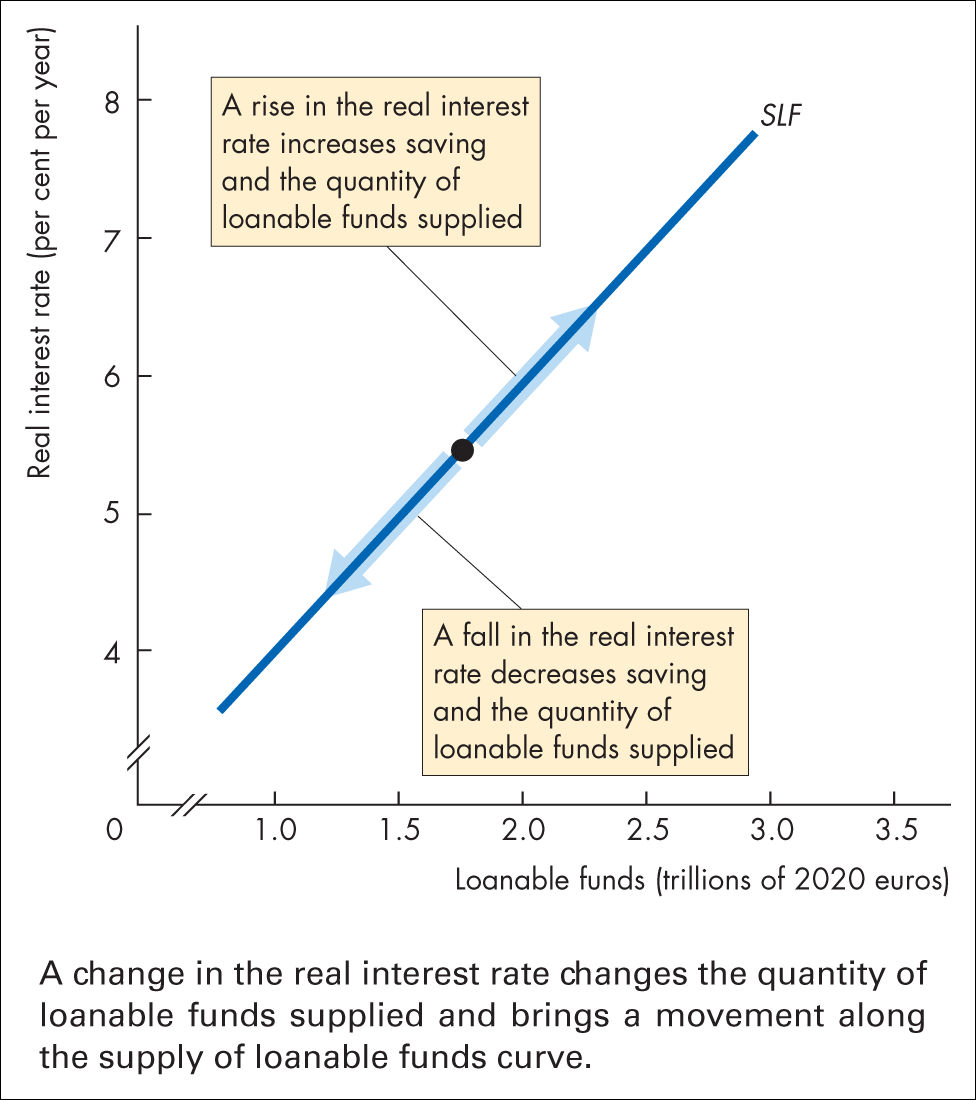 Real interest rate (per cent per year)
8
7
6
5
4
A rise in the real interest
rate increases saving
and the quantity of
loanable funds supplied
SLF
A fall in the real interest
rate decreases saving
and the quantity of
loanable funds supplied
0 1.0 1.5 2.0 2.5 3.0 3.5
Loanable funds (trillions of 2020 euros)
A change in the real interest rate changes the quantity of
loanable funds supplied and brings a movement along
the supply of loanable funds curve.